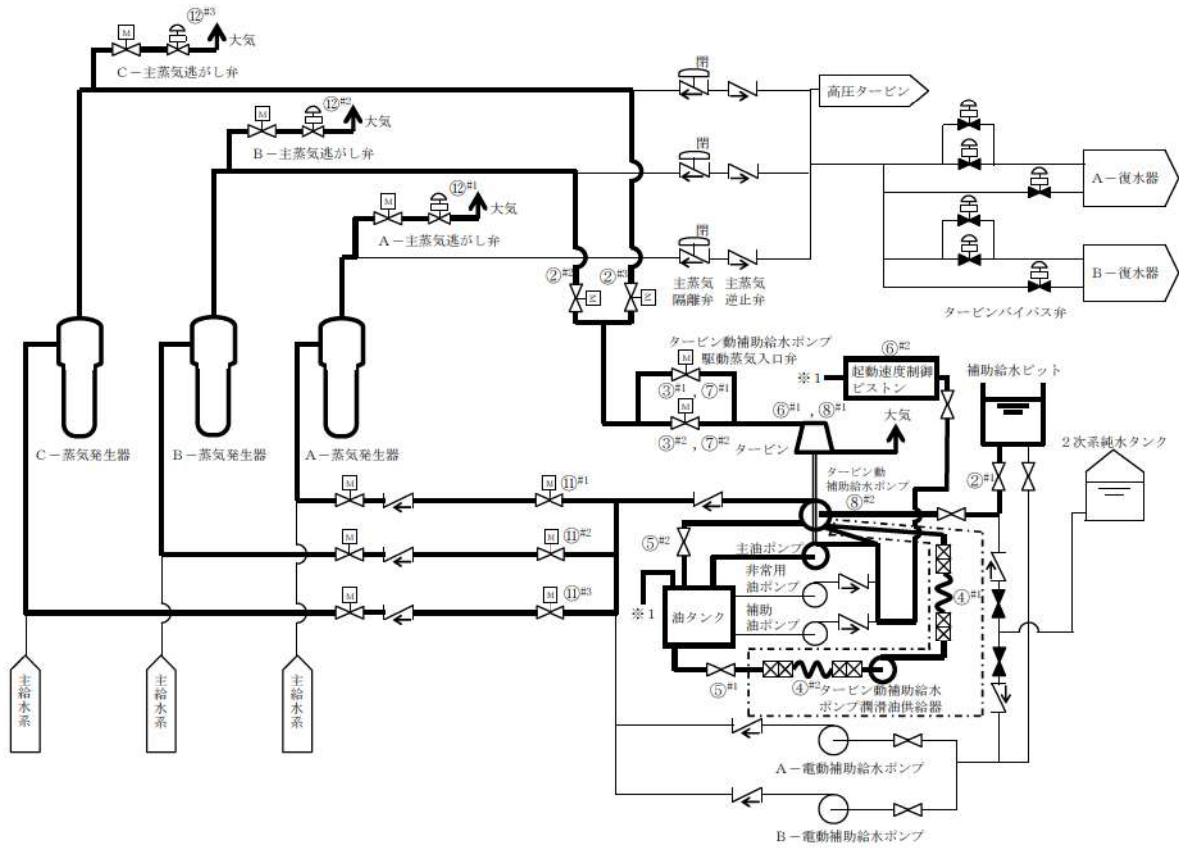 ⑫#3
M
大気
C－主蒸気逃がし弁
閉
高圧タービン
⑫#2
M
大気
B－主蒸気逃がし弁
閉
A－復水器
⑫#1
M
大気
A－主蒸気逃がし弁
閉
②#2
②#3
M
M
主蒸気
隔離弁
主蒸気
逆止弁
B－復水器
タービンバイパス弁
タービン動補助給水ポンプ
駆動蒸気入口弁
M
③#1，⑦#1
M
③#2，⑦#2
⑥#2
※1
起動速度制御
ピストン
補助給水ピット
⑥#1，⑧#1
大気
タービン
2次系純水タンク
C－蒸気発生器
B－蒸気発生器
A－蒸気発生器
タービン動
補助給水ポンプ
⑧#2
②#1
M
M
⑪#1
M
M
⑪#2
M
M
⑪#3
⑤#2
主油ポンプ
非常用
油ポンプ
※1
油タンク
補助
油ポンプ
④#1
⑤#1
④#2
タービン動補助給水
ポンプ潤滑油供給器
主給水系
主給水系
主給水系
A－電動補助給水ポンプ
B－電動補助給水ポンプ